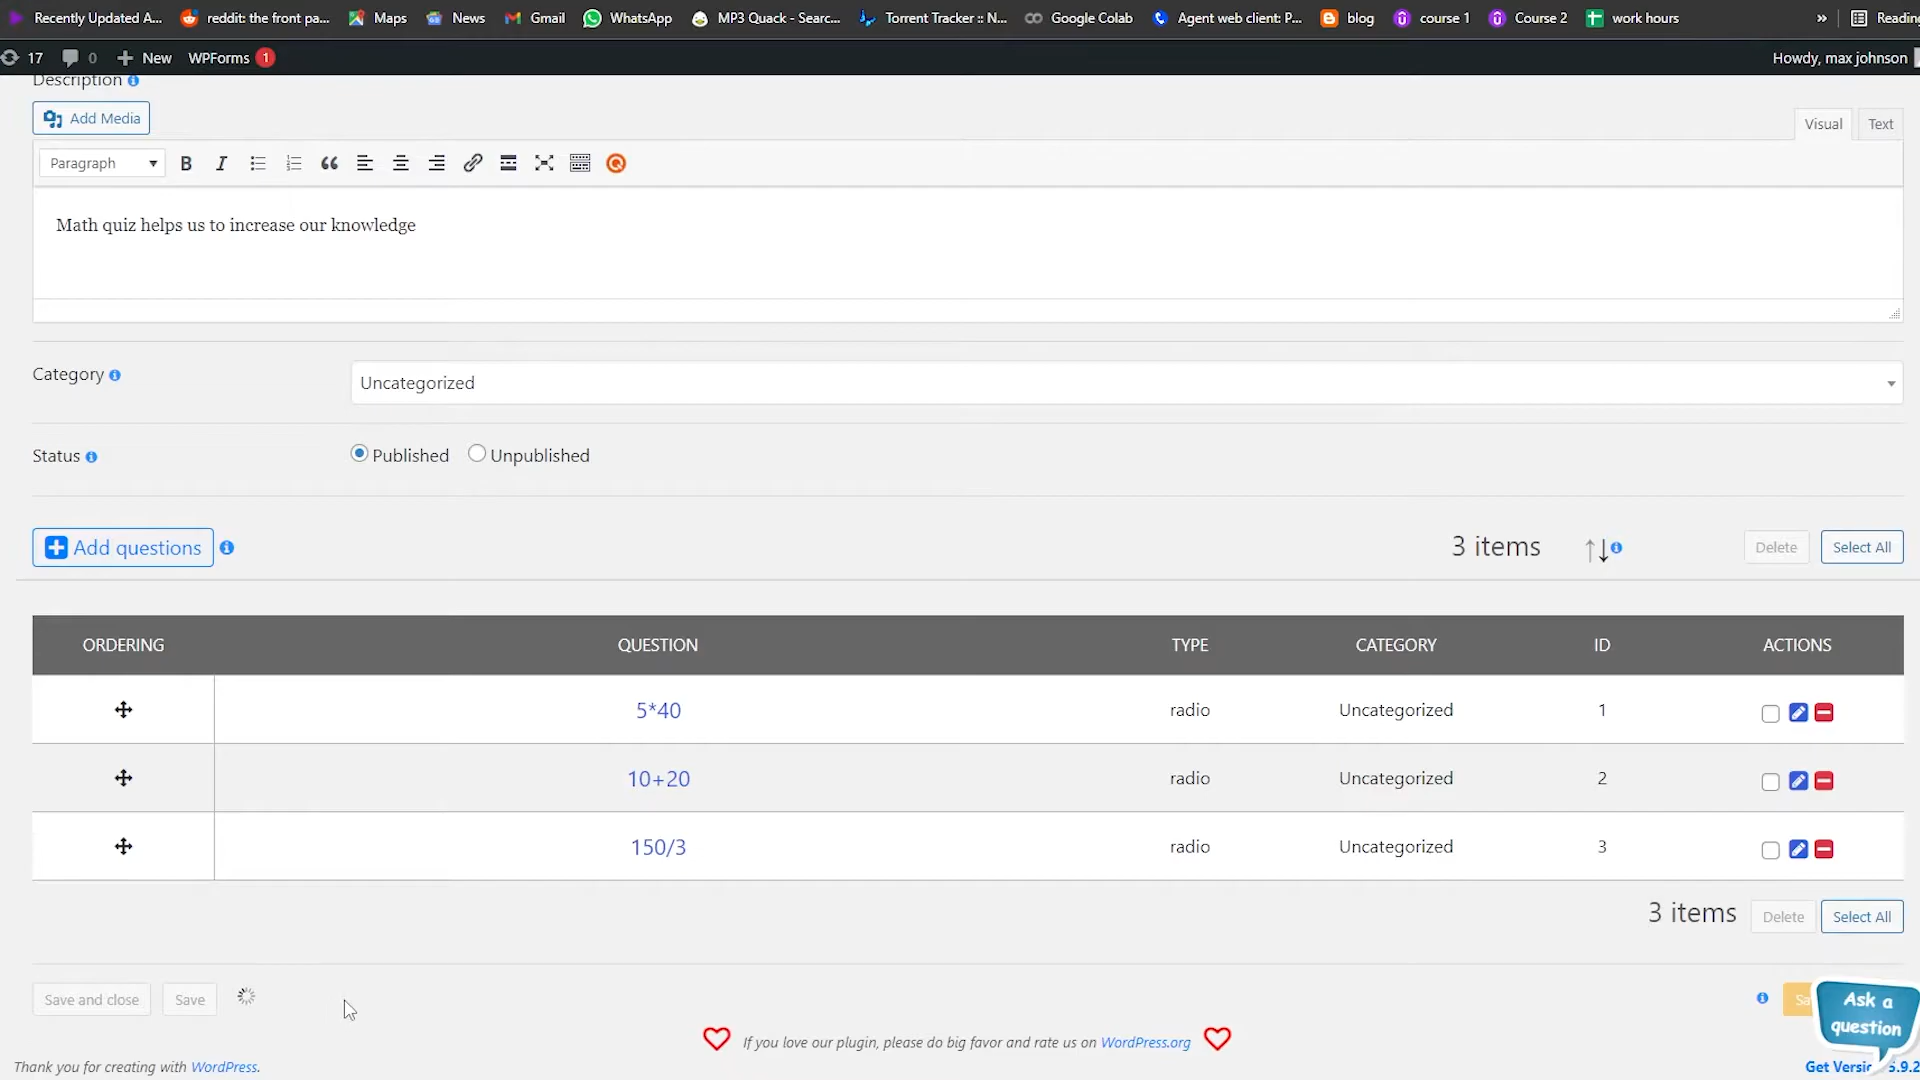 Recently Updated A... reddit: the front pa... Maps News Gmail WhatsApp MP3 Quack - Searc... Torrent Tracker :: N... Google Colab Agent web client: P... blog course 1 Course 2 work hours » Reading
17 0 New WPForms 1 Howdy, max johnson
Description
Add Media
Visual Text
Paragraph
Math quiz helps us to increase our knowledge
Category
Uncategorized
Status
Published Unpublished
Add questions 3 items Delete Select All
ORDERING QUESTION TYPE CATEGORY ID ACTIONS
5*40 radio Uncategorized 1
10+20 radio Uncategorized 2
150/3 radio Uncategorized 3
3 items Delete Select All
Save and close Save
Ask a
question
If you love our plugin, please do big favor and rate us on WordPress.org
Thank you for creating with WordPress.
Get 5.9.2